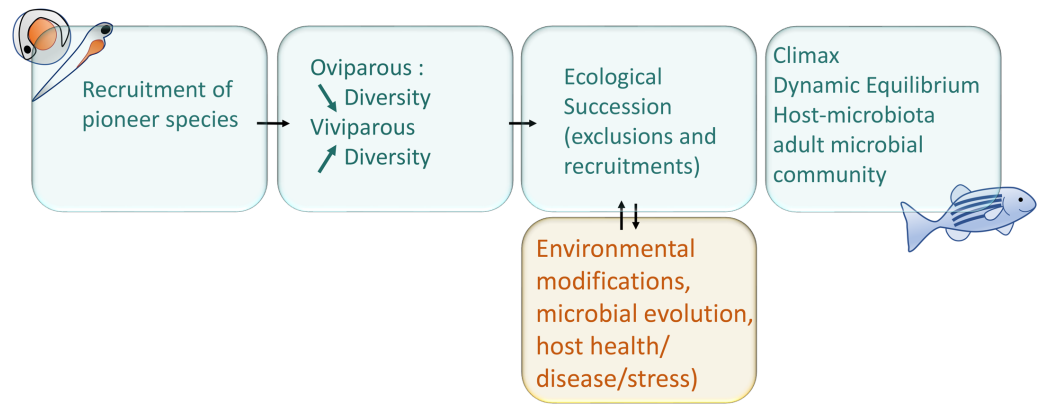 Recruitment of
pioneer species
Oviparous :
Diversity
Viviparous
Diversity
Ecological
Succession
(exclusions and
recruitments)
Climax
Dynamic Equilibrium
Host-microbiota
adult microbial
community
Environmental
modifications,
microbial evolution,
host health/
disease/stress)